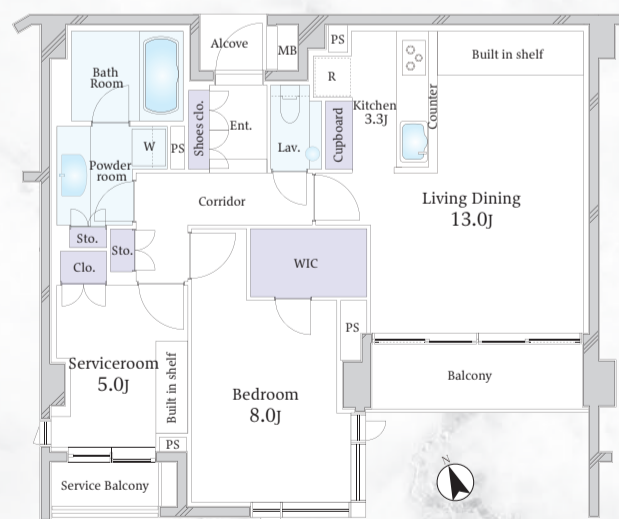 Alcove
MB
PS
Built in shelf
Bath
Room
R
Kitchen
3.3J
Counter
Cupboard
Shoes clo.
Ent.
Lav.
W
PS
Powder
room
Corridor
Living Dining
13.0J
Sto.
Sto.
Clo.
WIC
PS
Serviceroom
5.0J
Built in shelf
Bedroom
8.0J
Balcony
PS
Service Balcony
N